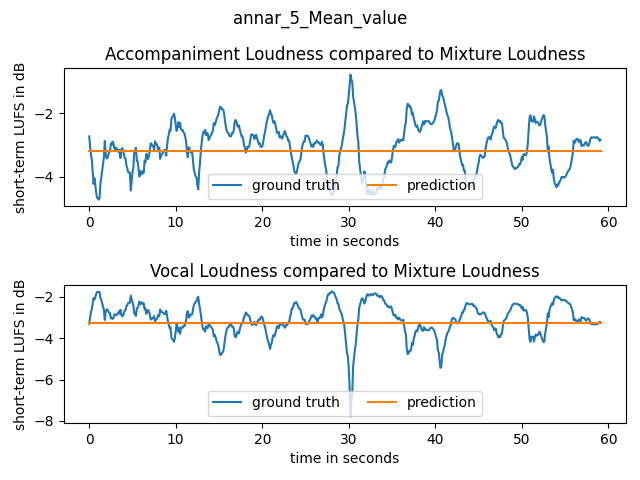 annar_5_Mean_value
Accompaniment Loudness compared to Mixture Loudness
short-term LUFS in dB
−2
−4
ground truth
prediction
0 10 20 30 40 50 60
time in seconds
Vocal Loudness compared to Mixture Loudness
short-term LUFS in dB
−2
−4
−6
−8
ground truth
prediction
0 10 20 30 40 50 60
time in seconds